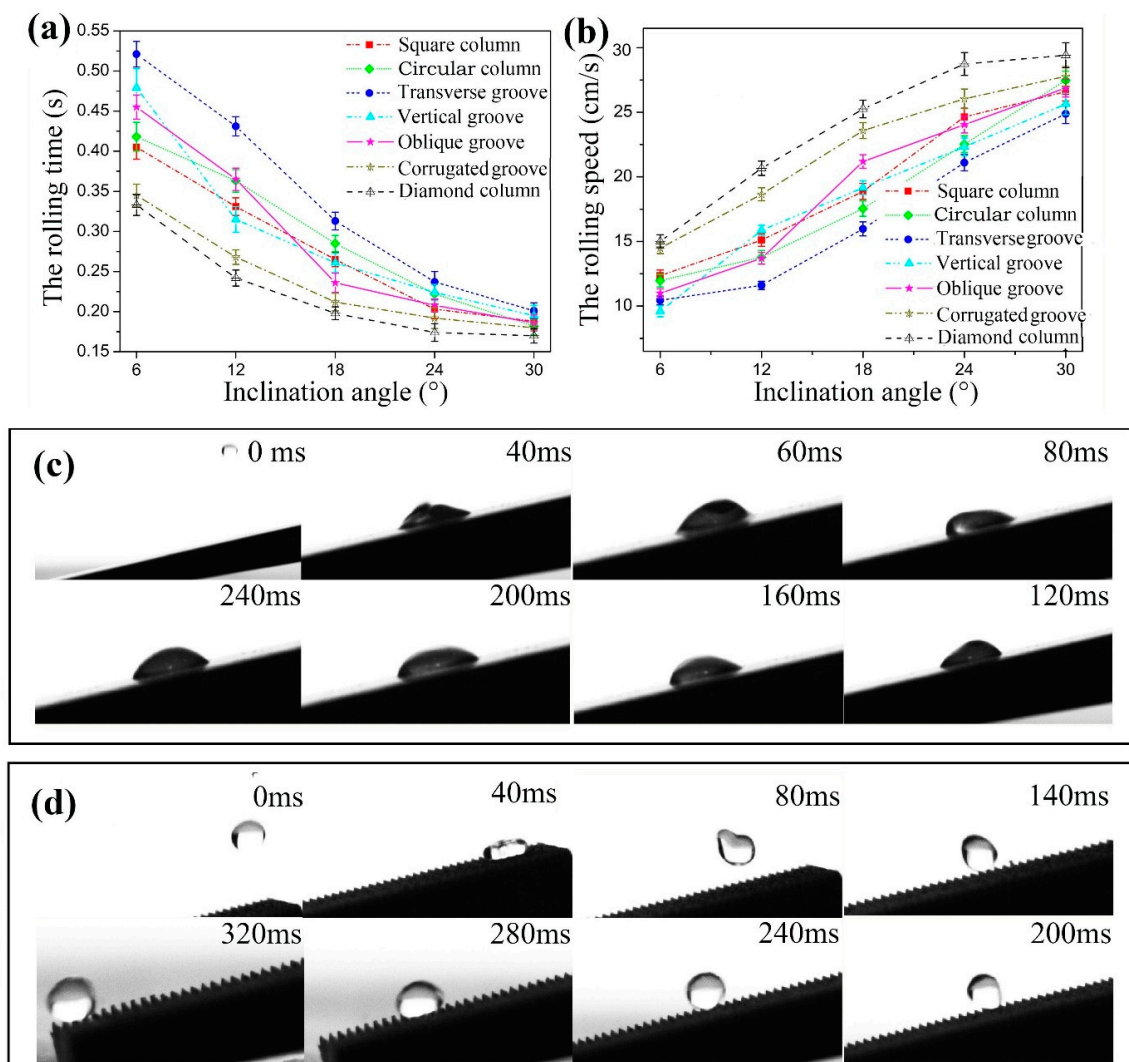 (a)
The rolling time (s)
0.55
0.50
0.45
0.40
0.35
0.30
0.25
0.20
0.15
6 12 18 24 30
Inclination angle (°)
Square column
Circular column
Transverse groove
Vertical groove
Oblique groove
Corrugated groove
Diamond column
(b)
The rolling speed (cm/s)
30
25
20
15
10
6 12 18 24 30
Inclination angle (°)
Square column
Circular column
Transverse groove
Vertical groove
Oblique groove
Corrugated groove
Diamond column
(c)
0 ms 40ms 60ms 80ms
240ms 200ms 160ms 120ms
(d)
0ms 40ms 80ms 140ms
320ms 280ms 240ms 200ms